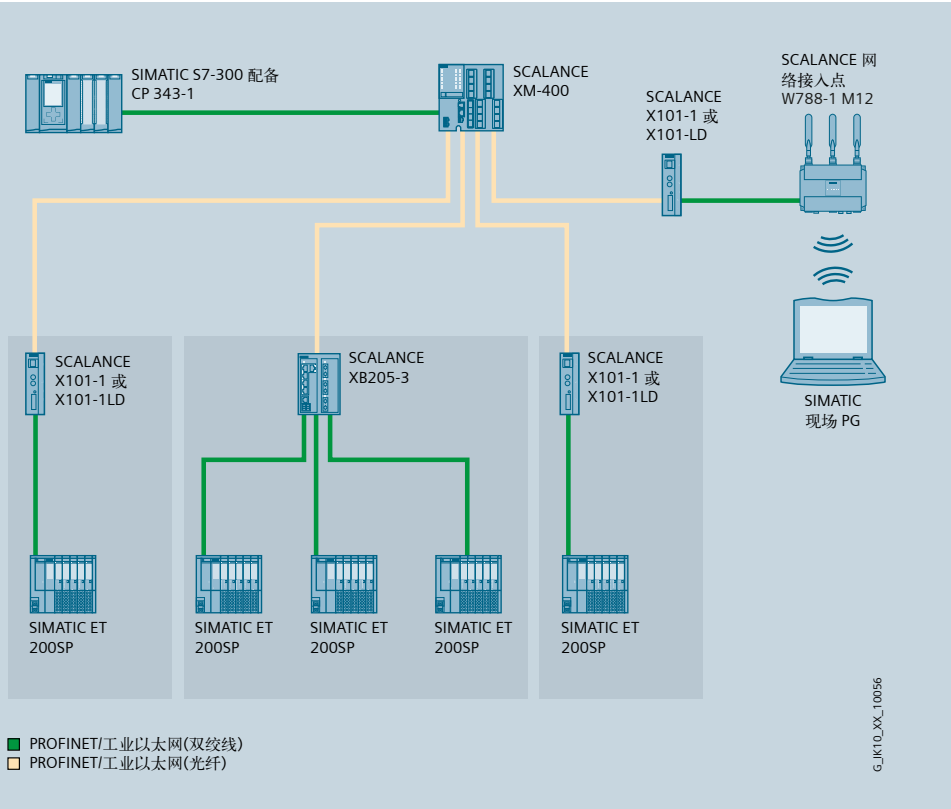 SIMATIC S7-300 配备
CP 343-1
SCALANCE
XM-400
SCALANCE
X101-1 或
X101-LD
SCALANCE 网
络接入点
W788-1 M12
SIMATIC
现场 PG
SCALANCE
X101-1 或
X101-1LD
SCALANCE
XB205-3
SCALANCE
X101-1 或
X101-1LD
SIMATIC ET
200SP
SIMATIC ET
200SP
SIMATIC ET
200SP
SIMATIC ET
200SP
SIMATIC ET
200SP
G_IK10_XX_10056
PROFINET/工业以太网(双绞线)
PROFINET/工业以太网(光纤)